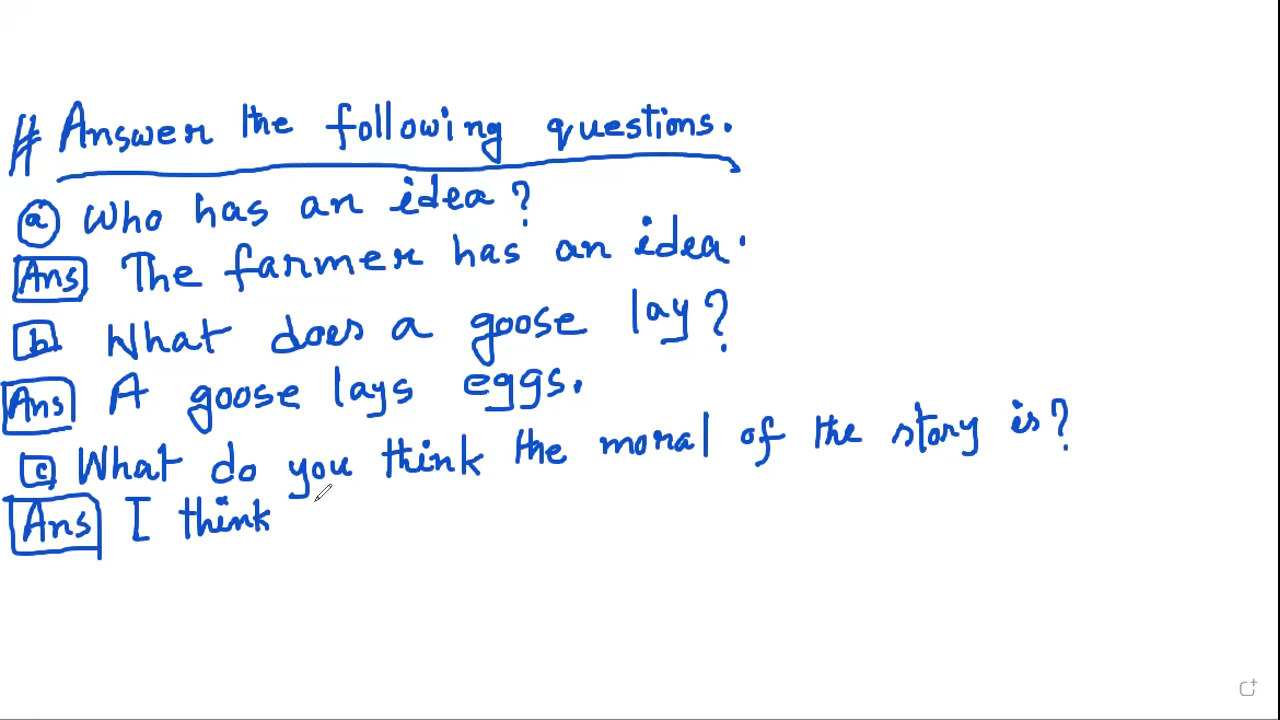 # Answer the following questions.
a Who has an idea?
Ans The farmer has an idea.
b What does a goose lay?
Ans A goose lays eggs.
c What do you think the moral of the story is?
Ans I think